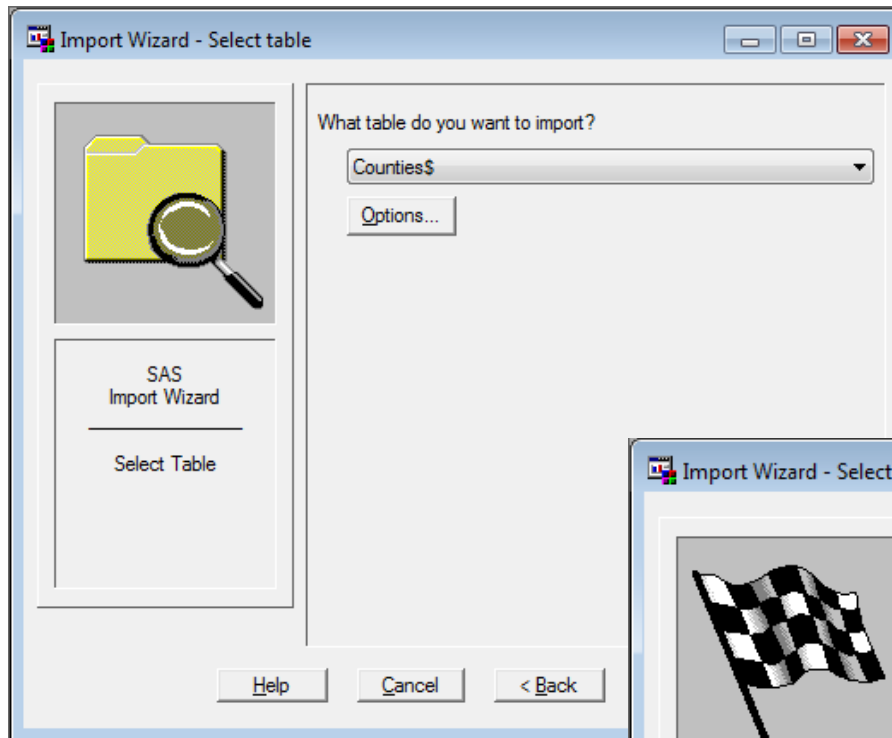 Import Wizard - Select table
What table do you want to import?
Counties$
Options...
SAS
Import Wizard
Select Table
Help
Cancel
< Back
Import Wizard - Select